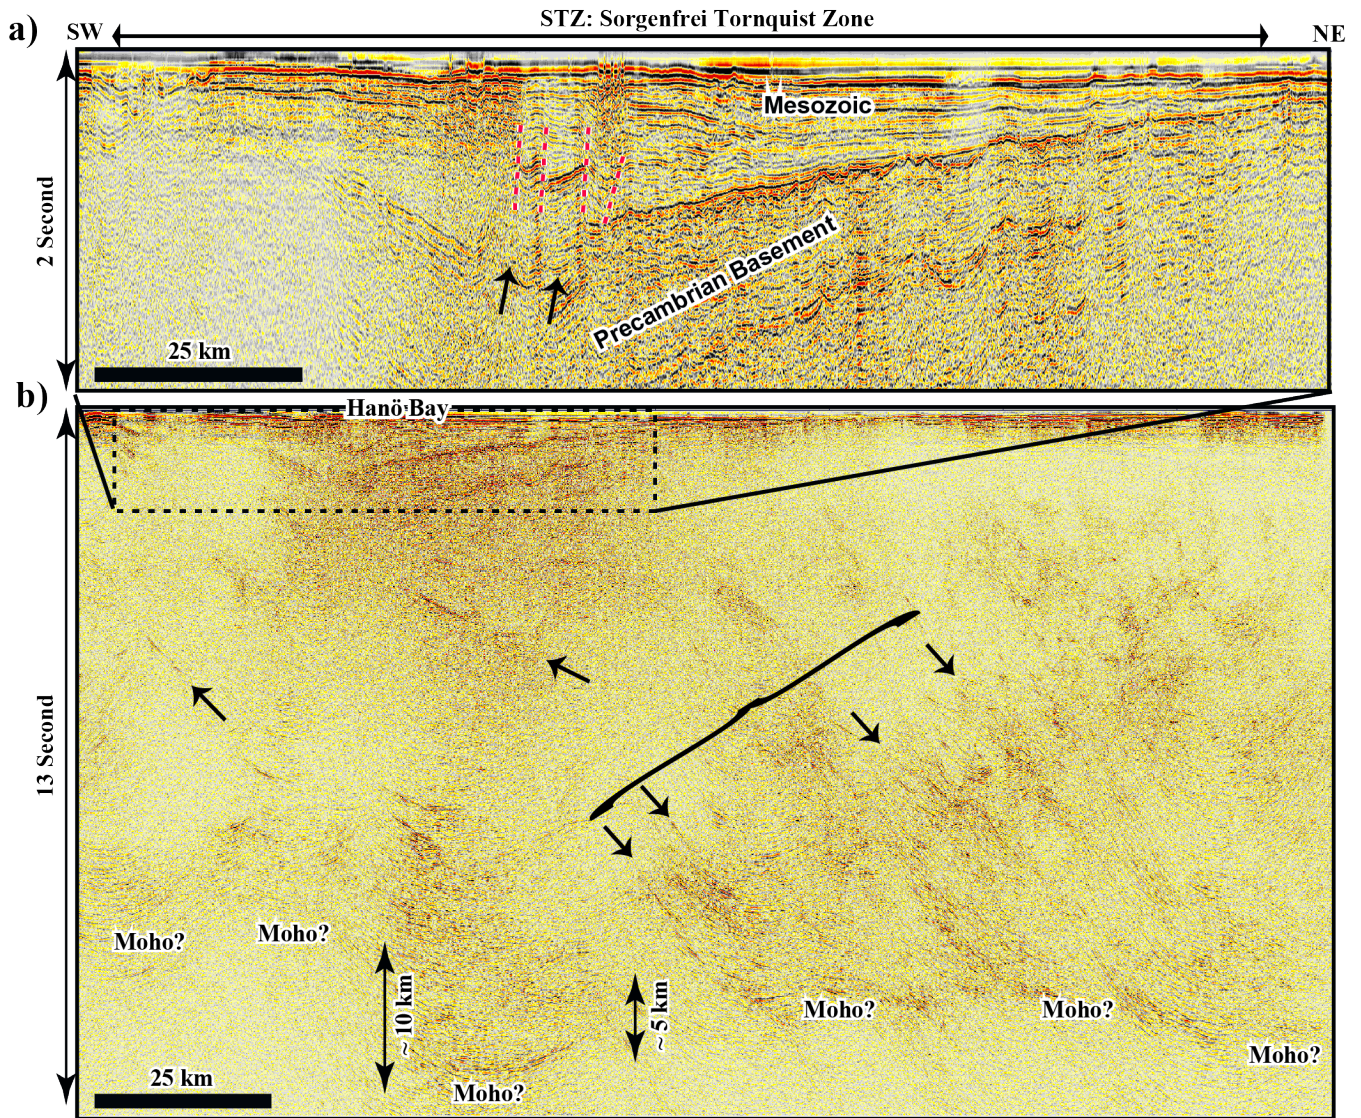 a)
SW
STZ: Sorgenfrei Tornquist Zone
NE
2 Second
Mesozoic
Precambrian Basement
25 km
b)
Hanö Bay
13 Second
Moho?
Moho?
~ 10 km
~ 5 km
Moho?
Moho?
Moho?
Moho?
25 km